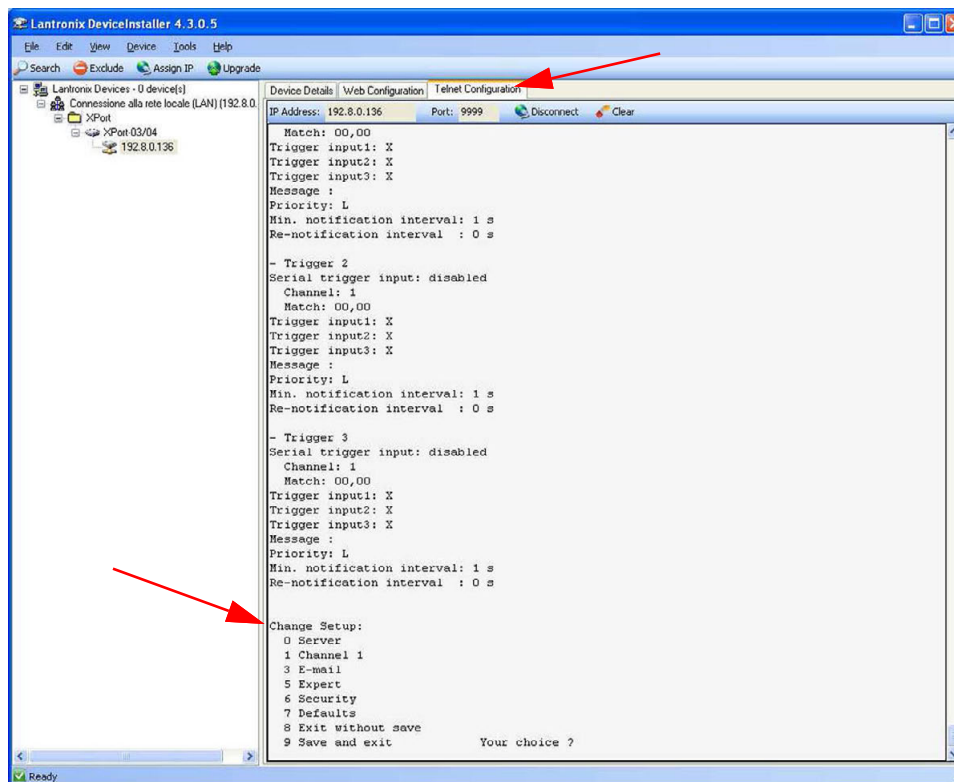 Lantronix DeviceInstaller 4.3.0.5
File Edit View Device Tools Help
Search Exclude Assign IP Upgrade
Lantronix Devices - 0 device(s)
Connessione alla rete locale (LAN) (192.8.0.
XPort
XPort-03/04
192.8.0.136
Device Details Web Configuration Telnet Configuration
IP Address: 192.8.0.136 Port: 9999 Disconnect Clear
Match: 00,00
Trigger input1: X
Trigger input2: X
Trigger input3: X
Message :
Priority: L
Min. notification interval: 1 s
Re-notification interval : 0 s
- Trigger 2
Serial trigger input: disabled
Channel: 1
Match: 00,00
Trigger input1: X
Trigger input2: X
Trigger input3: X
Message :
Priority: L
Min. notification interval: 1 s
Re-notification interval : 0 s
- Trigger 3
Serial trigger input: disabled
Channel: 1
Match: 00,00
Trigger input1: X
Trigger input2: X
Trigger input3: X
Message :
Priority: L
Min. notification interval: 1 s
Re-notification interval : 0 s
Change Setup:
0 Server
1 Channel 1
3 E-mail
5 Expert
6 Security
7 Defaults
8 Exit without save
9 Save and exit Your choice ?
Ready